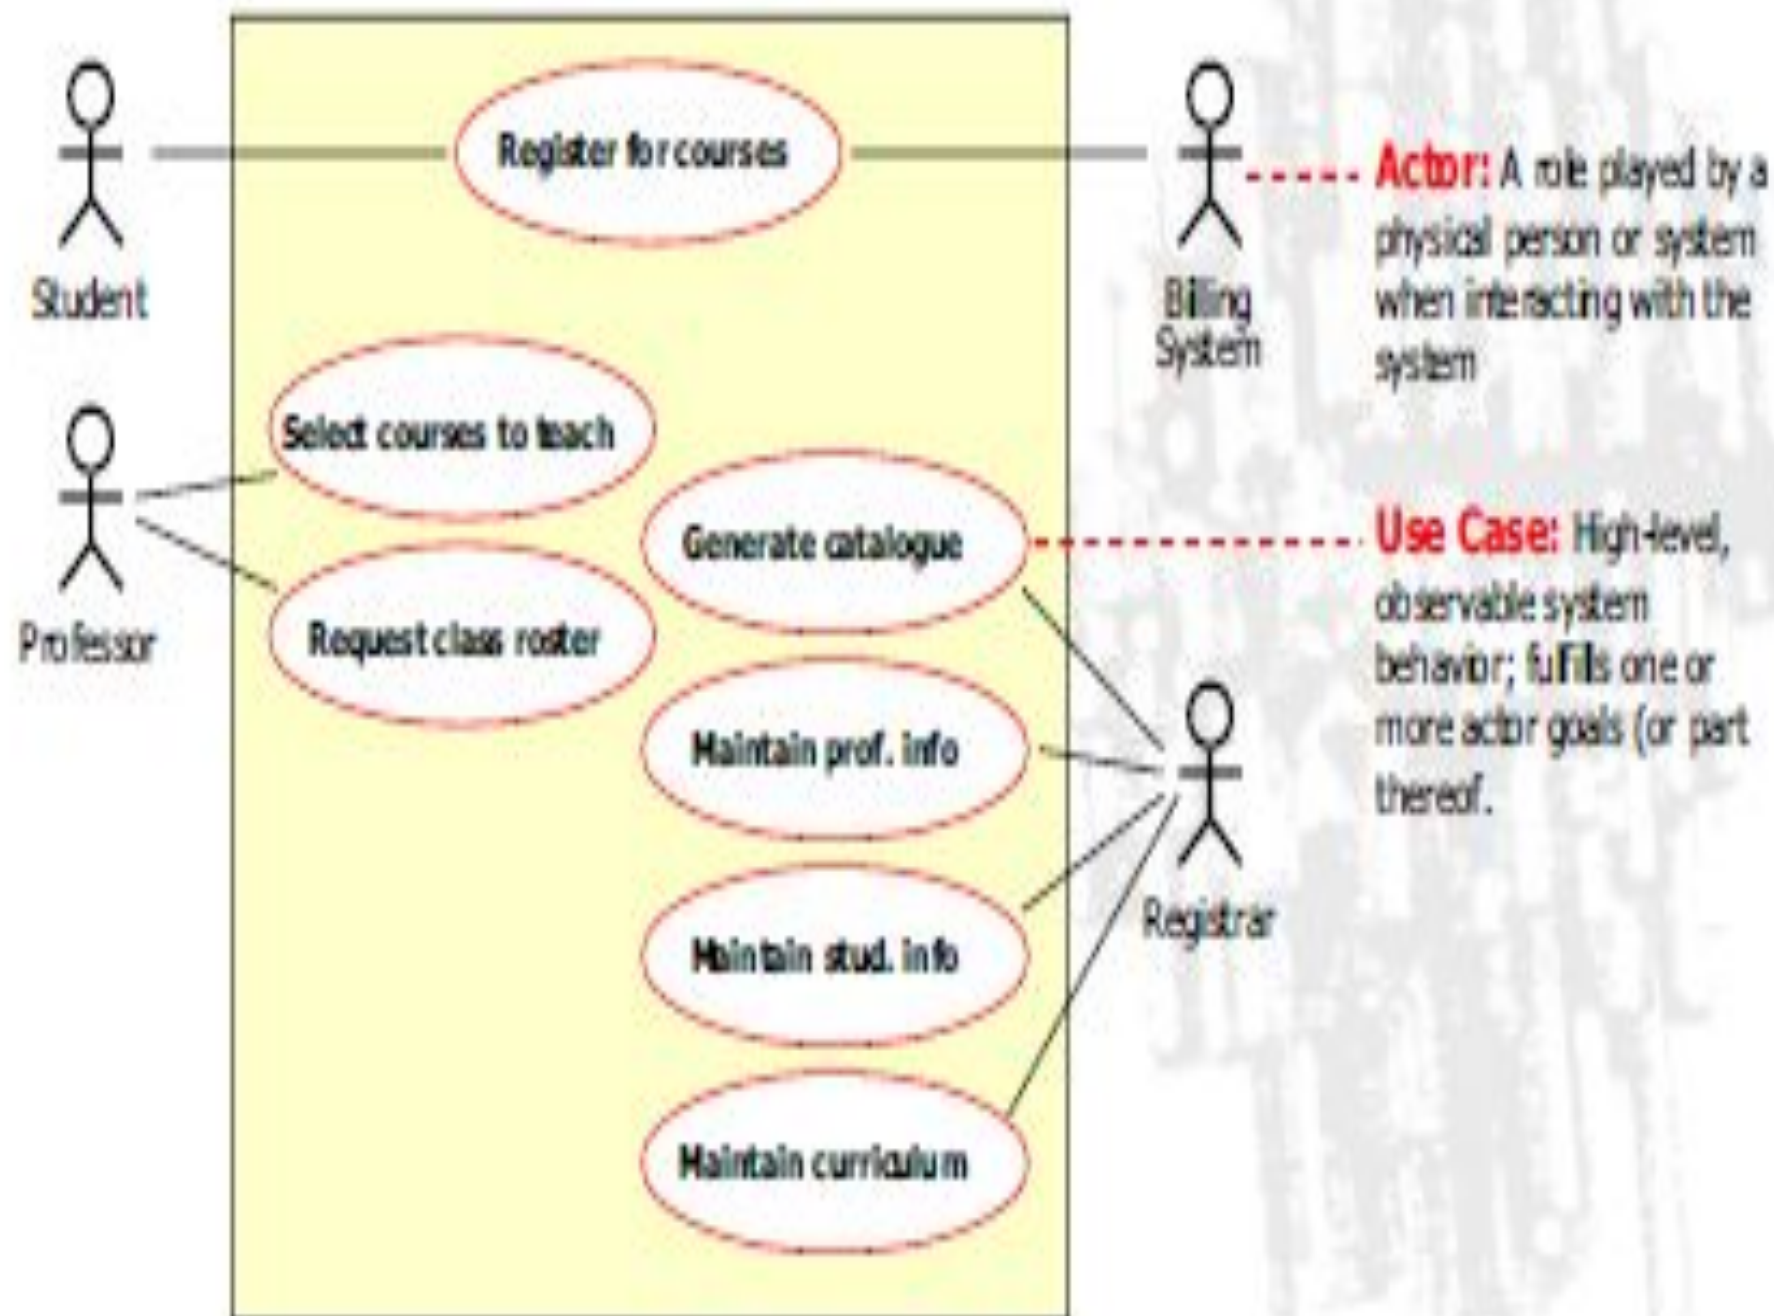 Register for courses
Student
Billing
System
Actor: A role played by a
physical person or system
when interacting with the
system
Select courses to teach
Professor
Request class roster
Generate catalogue
Use Case: High-level,
observable system
behavior; fulfills one or
more actor goals (or part
thereof.
Maintain prof. info
Registrar
Maintain stud. info
Maintain curriculum